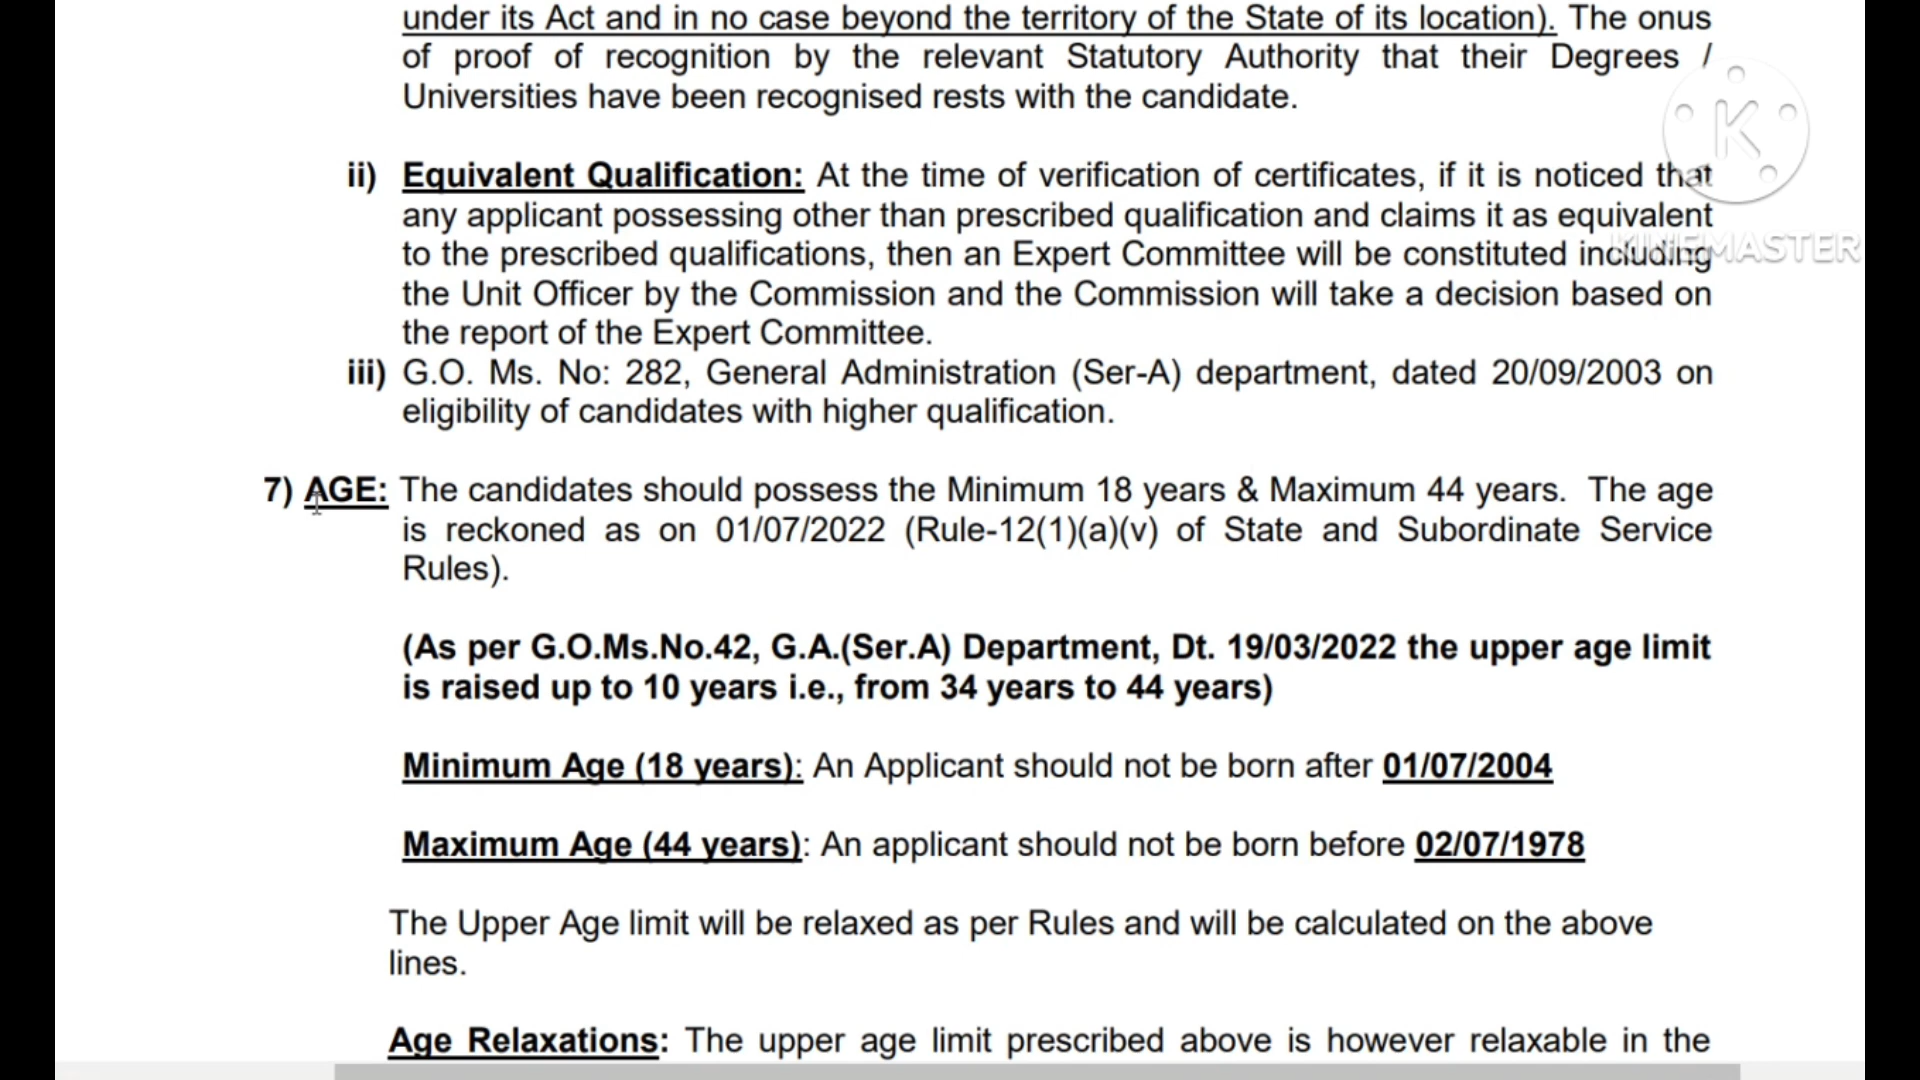 under its Act and in no case beyond the territory of the State of its location). The onus
of proof of recognition by the relevant Statutory Authority that their Degrees /
Universities have been recognised rests with the candidate.
ii) Equivalent Qualification: At the time of verification of certificates, if it is noticed that
any applicant possessing other than prescribed qualification and claims it as equivalent
to the prescribed qualifications, then an Expert Committee will be constituted including
the Unit Officer by the Commission and the Commission will take a decision based on
the report of the Expert Committee.
iii) G.O. Ms. No: 282, General Administration (Ser-A) department, dated 20/09/2003 on
eligibility of candidates with higher qualification.
7) AGE: The candidates should possess the Minimum 18 years & Maximum 44 years. The age
is reckoned as on 01/07/2022 (Rule-12(1)(a)(v) of State and Subordinate Service
Rules).
(As per G.O.Ms.No.42, G.A.(Ser.A) Department, Dt. 19/03/2022 the upper age limit
is raised up to 10 years i.e., from 34 years to 44 years)
Minimum Age (18 years): An Applicant should not be born after 01/07/2004
Maximum Age (44 years): An applicant should not be born before 02/07/1978
The Upper Age limit will be relaxed as per Rules and will be calculated on the above
lines.
Age Relaxations: The upper age limit prescribed above is however relaxable in the
K
KINEMASTER